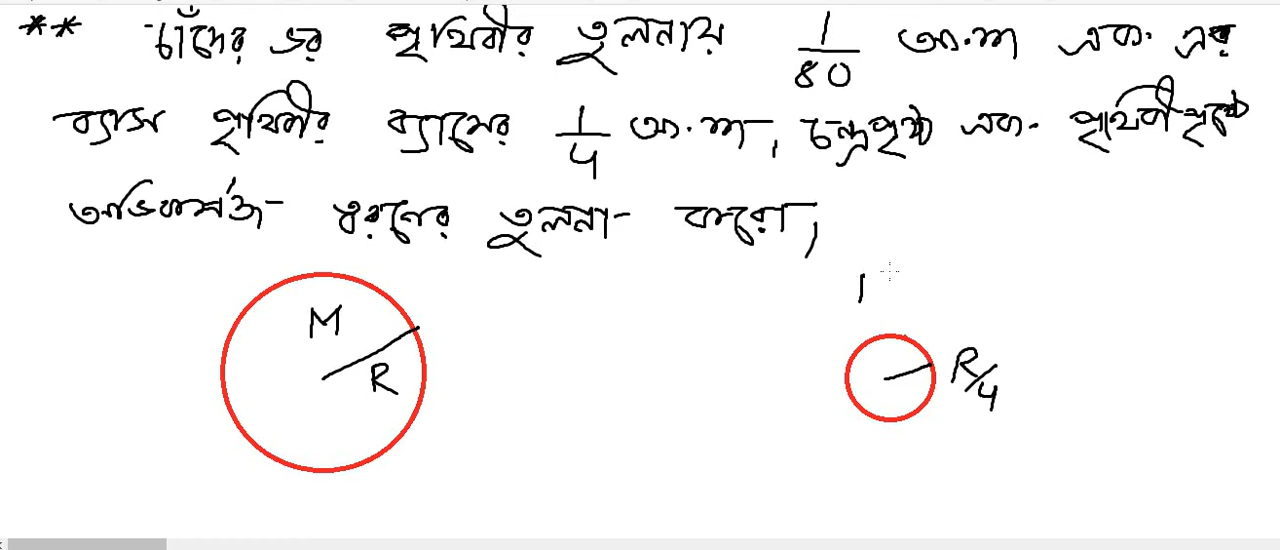 ** চাঁদের ভর পৃথিবীর তুলনায় 1/80 অংশ এবং এর
ব্যাস পৃথিবীর ব্যাসের 1/4 অংশ, চন্দ্রপৃষ্ঠে এবং পৃথিবীপৃষ্ঠে
অভিকর্ষজ ত্বরণের তুলনা করো,
M
R
R/4